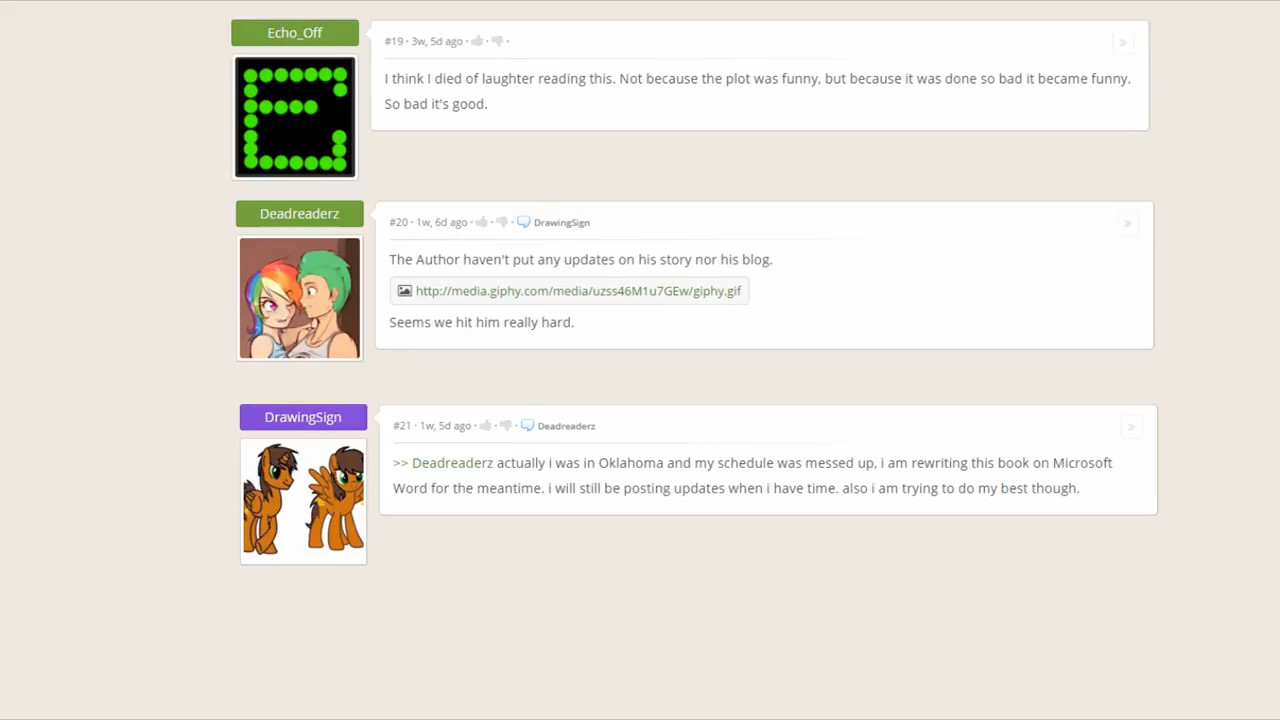 Echo_Off
#19 · 3w, 5d ago · · ·
I think I died of laughter reading this. Not because the plot was funny, but because it was done so bad it became funny.
So bad it's good.
Deadreaderz
#20 · 1w, 6d ago · · · DrawingSign
The Author haven't put any updates on his story nor his blog.
http://media.giphy.com/media/uzss46M1u7GEw/giphy.gif
Seems we hit him really hard.
DrawingSign
#21 · 1w, 5d ago · · · Deadreaderz
>> Deadreaderz actually i was in Oklahoma and my schedule was messed up, i am rewriting this book on Microsoft
Word for the meantime. i will still be posting updates when i have time. also i am trying to do my best though.